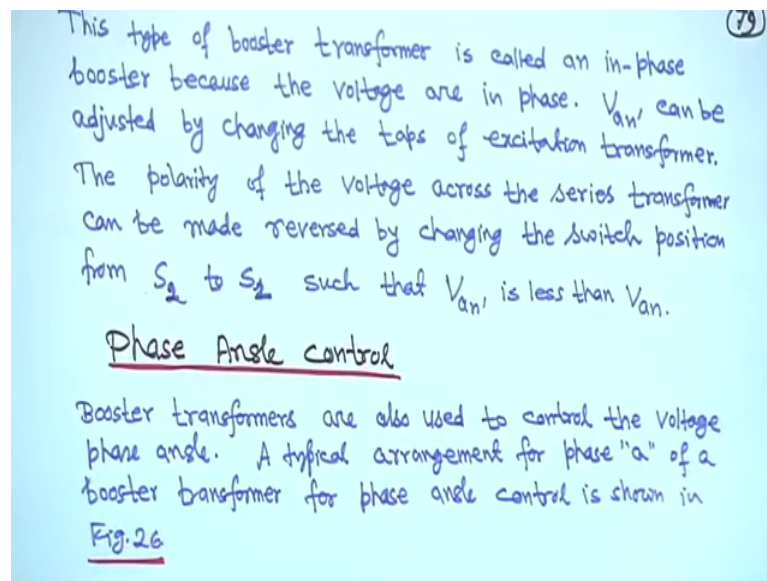 79
This type of booster transformer is called an in-phase
booster because the voltage are in phase. Van' can be
adjusted by changing the taps of excitation transformer.
The polarity of the voltage across the series transformer
can be made reversed by changing the switch position
from S2 to S1 such that Van' is less than Van.
Phase Angle control
Booster transformers are also used to control the voltage
phase angle. A typical arrangement for phase "a" of a
booster transformer for phase angle control is shown in
Fig.26